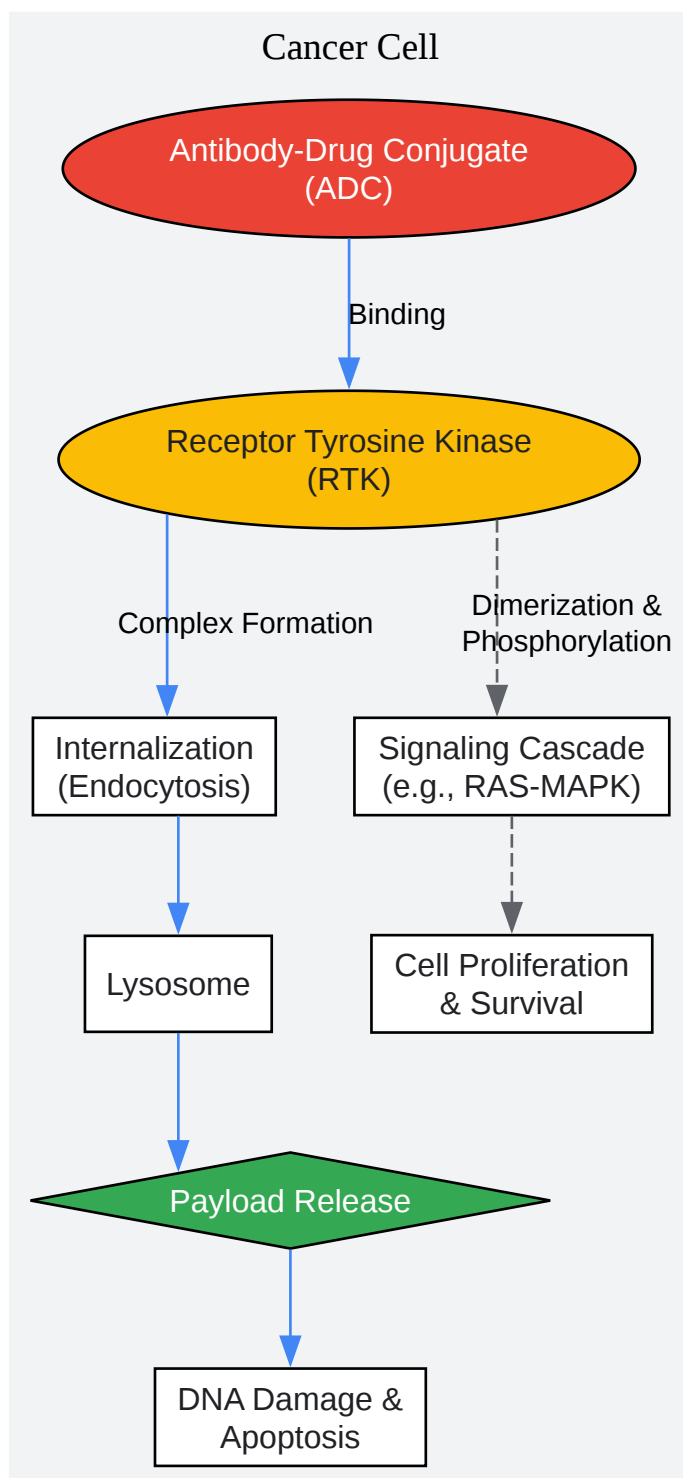 Cancer Cell
Antibody-Drug Conjugate
(ADC)
Binding
Receptor Tyrosine Kinase
(RTK)
Complex Formation
Dimerization &
Phosphorylation
Internalization
(Endocytosis)
Signaling Cascade
(e.g., RAS-MAPK)
Lysosome
Cell Proliferation
& Survival
Payload Release
DNA Damage &
Apoptosis